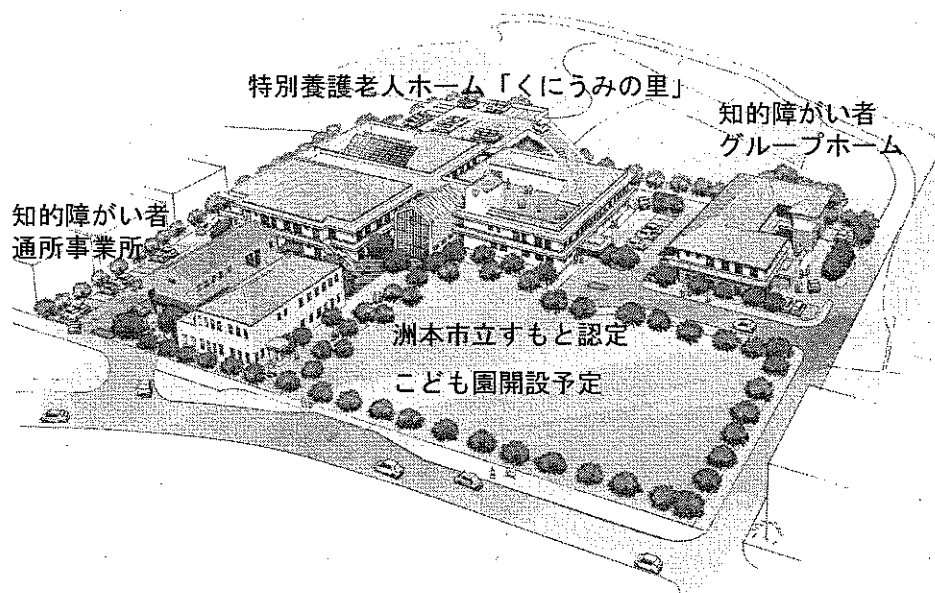 特別養護老人ホーム「くにうみの里」
知的障がい者
グループホーム
知的障がい者
通所事業所
洲本市立すもと認定
こども園開設予定